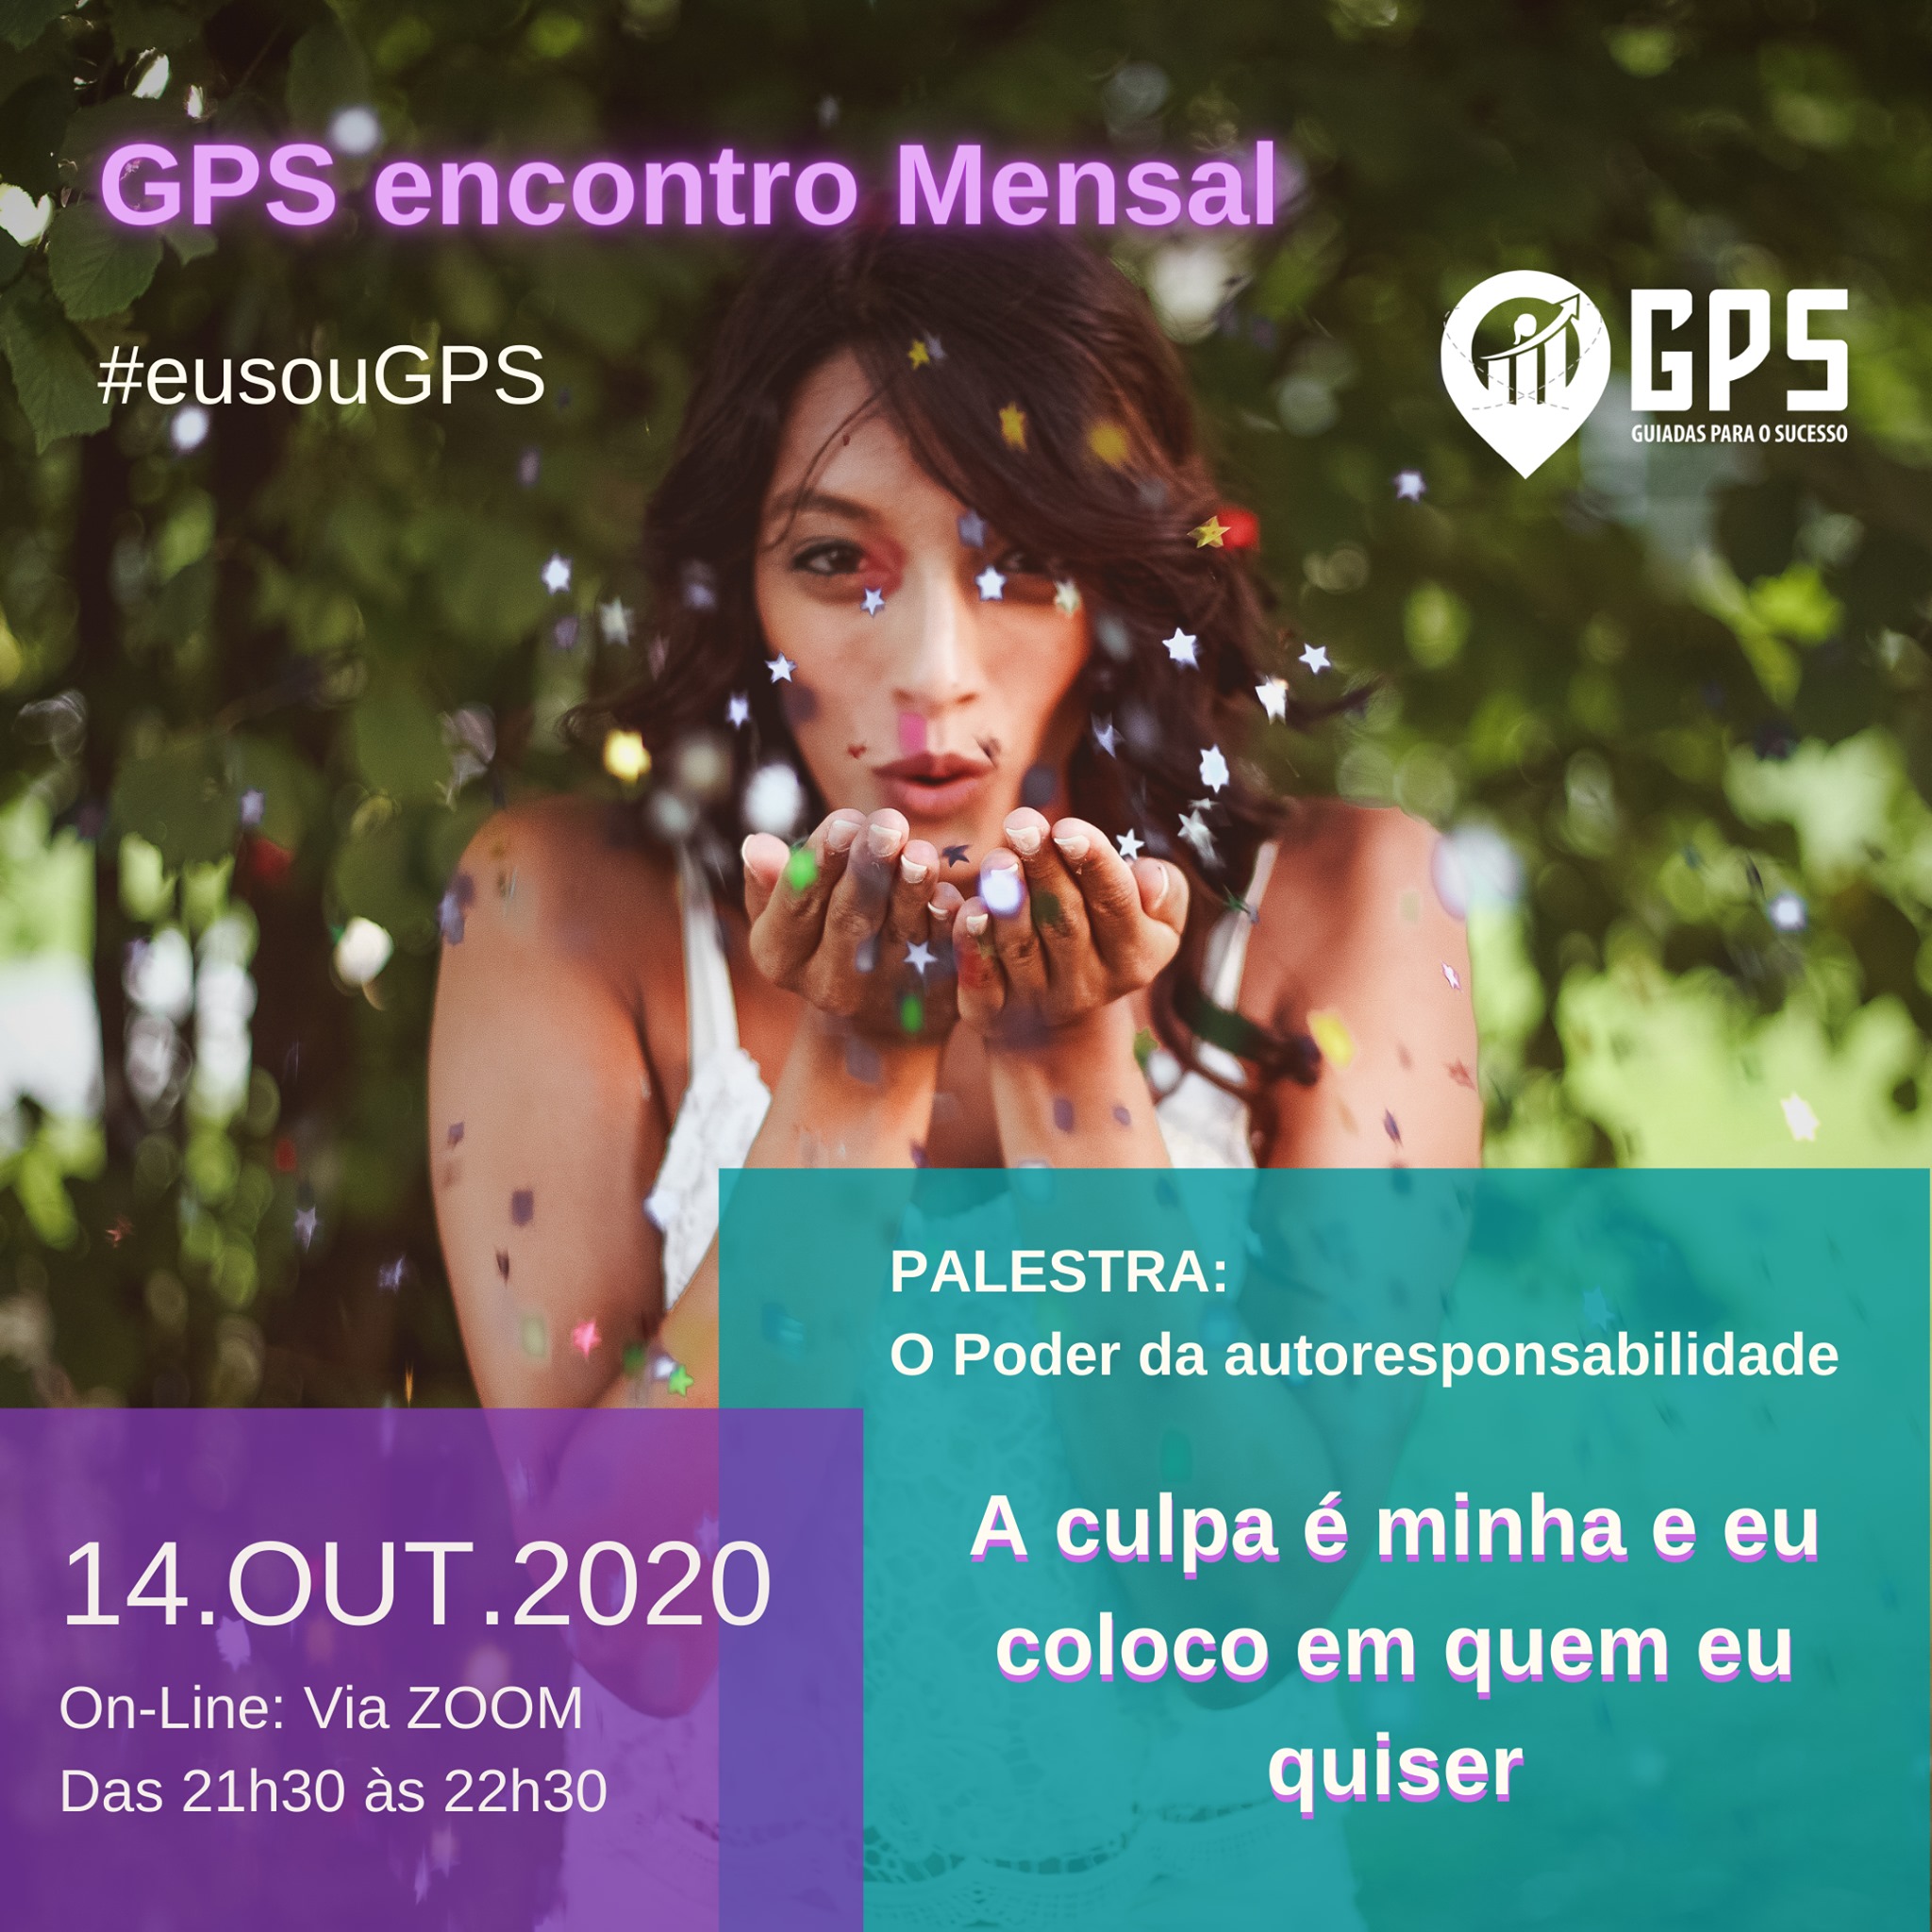 GPS encontro Mensal
#eusouGPS
GPS
GUIADAS PARA O SUCESSO
PALESTRA:
O Poder da autoresponsabilidade
A culpa é minha e eu
coloco em quem eu
quiser
14.OUT.2020
On-Line: Via ZOOM
Das 21h30 às 22h30